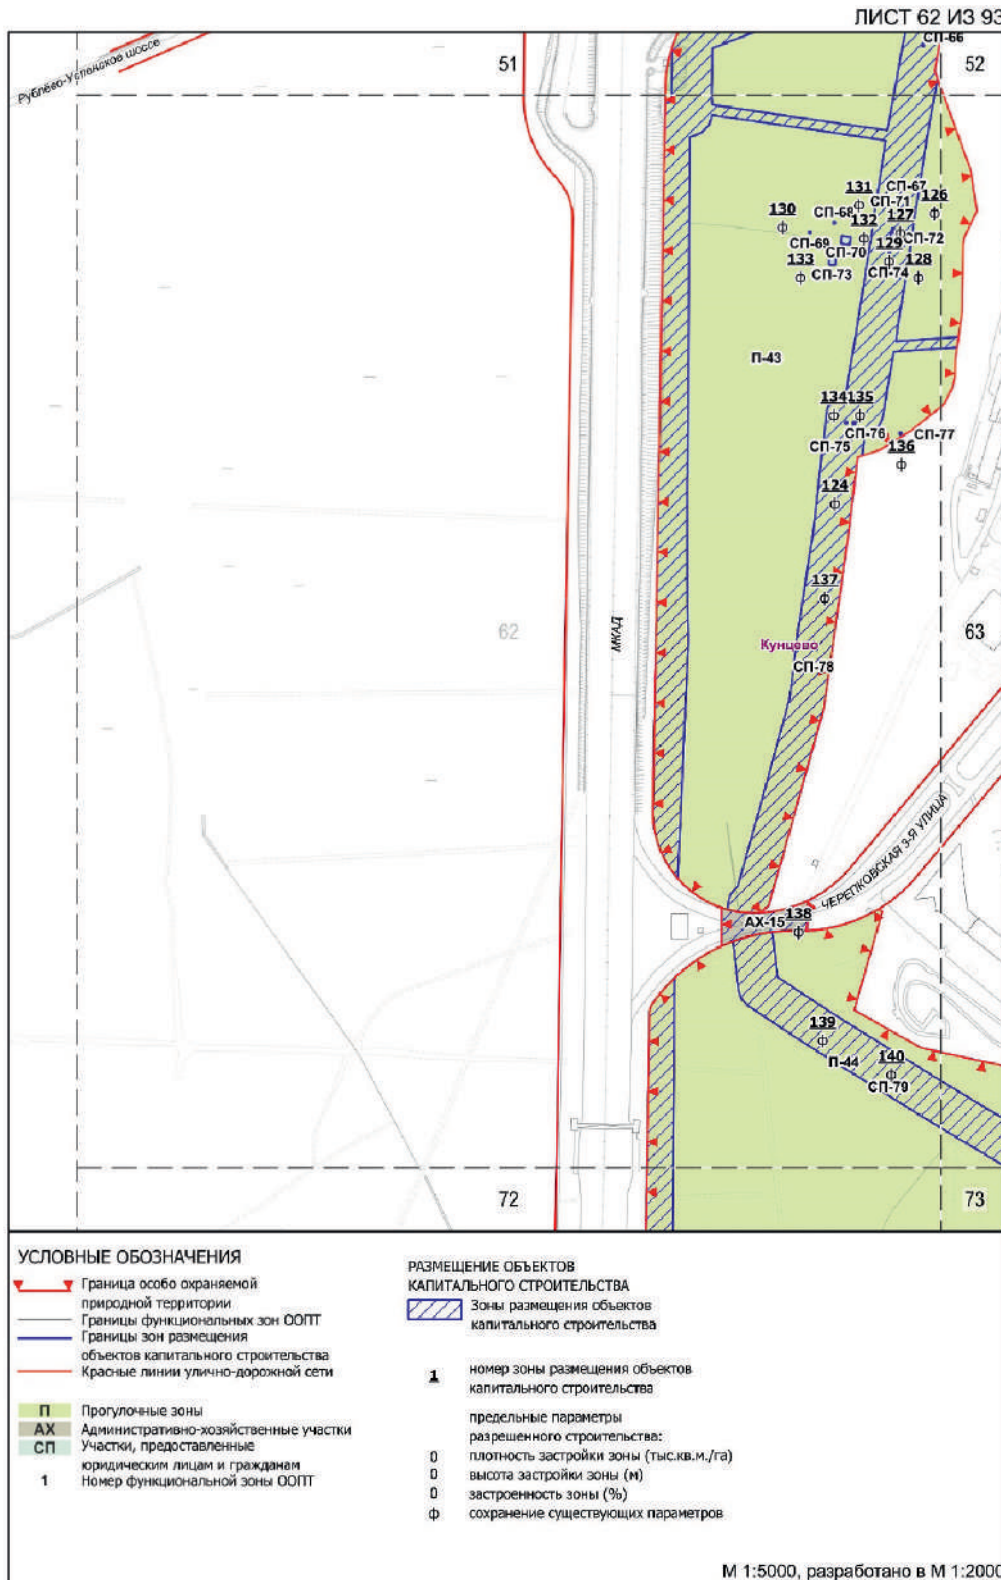 ЛИСТ 62 ИЗ 93
СП-66
51
52
Рублёво-Успенское шоссе
СП-67
131
126
СП-71
130
СП-68
127
ф
132
ф
ф
ф
ф
СП-69
СП-72
129
СП-70
133
128
ф
СП-73
СП-74
ф
ф
П-43
134
135
ф
ф
СП-76
СП-77
СП-75
136
ф
124
ф
137
ф
62
МКАД
63
Кунцево
СП-78
ЧЕРЕПКОВСКАЯ 3-Я УЛИЦА
АХ-15
138
ф
139
ф
П-44
140
ф
СП-79
72
73
УСЛОВНЫЕ ОБОЗНАЧЕНИЯ
Граница особо охраняемой
природной территории
Границы функциональных зон ООПТ
Границы зон размещения
объектов капитального строительства
Красные линии улично-дорожной сети
П Прогулочные зоны
АХ Административно-хозяйственные участки
СП Участки, предоставленные
юридическим лицам и гражданам
1 Номер функциональной зоны ООПТ
РАЗМЕЩЕНИЕ ОБЪЕКТОВ
КАПИТАЛЬНОГО СТРОИТЕЛЬСТВА
Зоны размещения объектов
капитального строительства
1 номер зоны размещения объектов
капитального строительства
предельные параметры
разрешенного строительства:
0 плотность застройки зоны (тыс.кв.м./га)
0 высота застройки зоны (м)
0 застроенность зоны (%)
ф сохранение существующих параметров
М 1:5000, разработано в М 1:2000